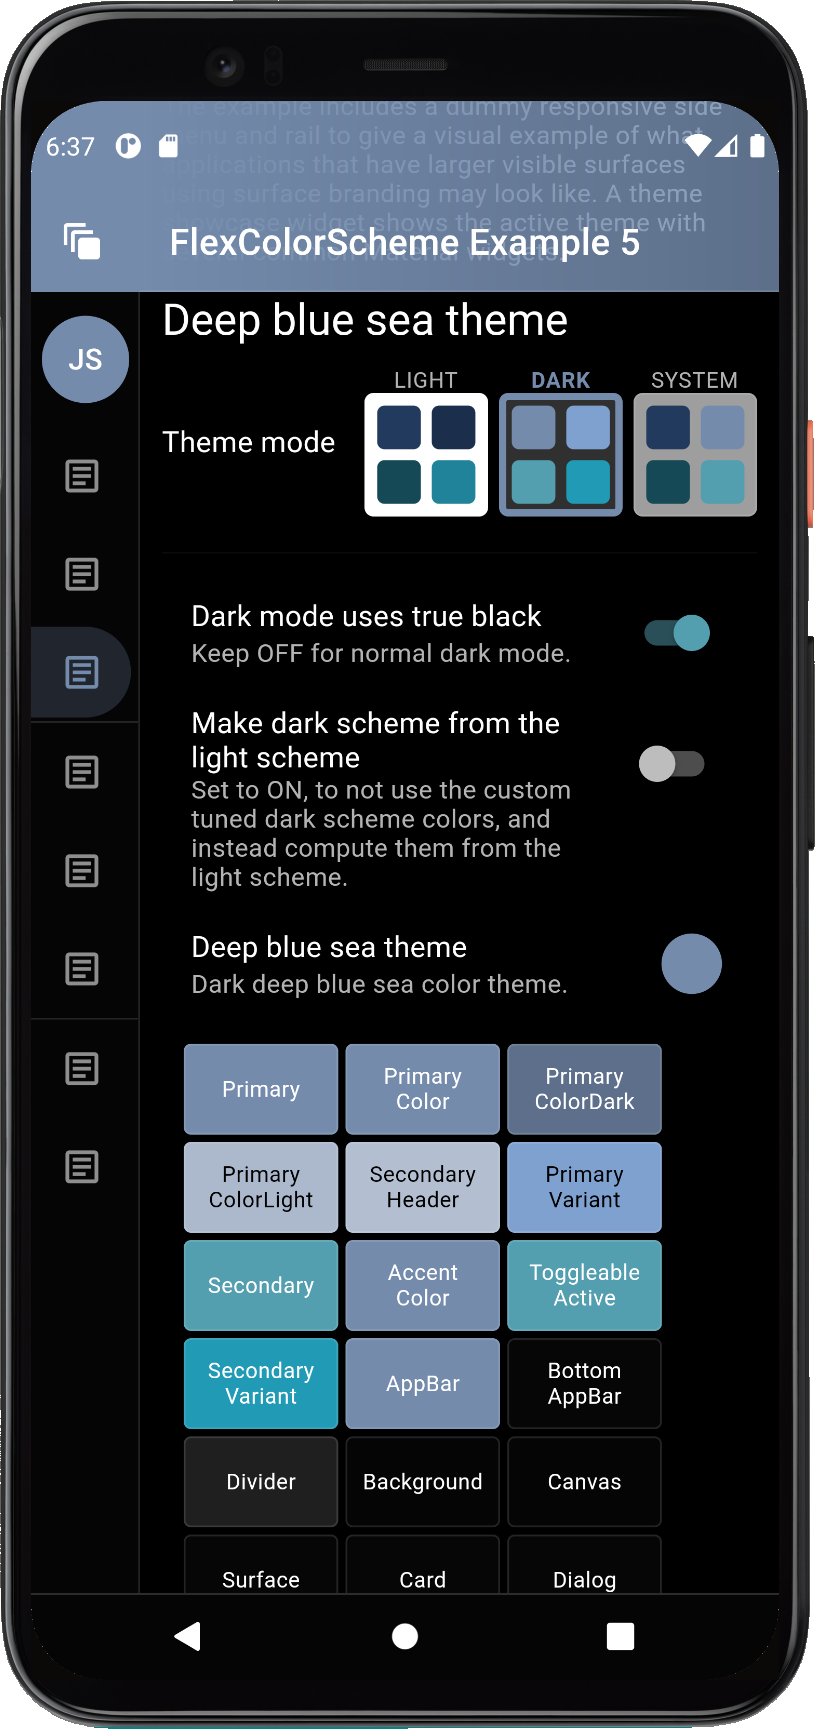 The example includes a dummy responsive side
menu and rail to give a visual example of what
6:37
applications that have larger visible surfaces
using surface branding may look like. A theme
showcase widget shows the active theme with
FlexColorScheme Example 5
common Material widgets.
Deep blue sea theme
JS
LIGHT DARK SYSTEM
Theme mode
Dark mode uses true black
Keep OFF for normal dark mode.
Make dark scheme from the
light scheme
Set to ON, to not use the custom
tuned dark scheme colors, and
instead compute them from the
light scheme.
Deep blue sea theme
Dark deep blue sea color theme.
Primary
Primary
Color
Primary
ColorDark
Primary
ColorLight
Secondary
Header
Primary
Variant
Secondary
Accent
Color
Toggleable
Active
Secondary
Variant
AppBar
Bottom
AppBar
Divider
Background
Canvas
Surface
Card
Dialog